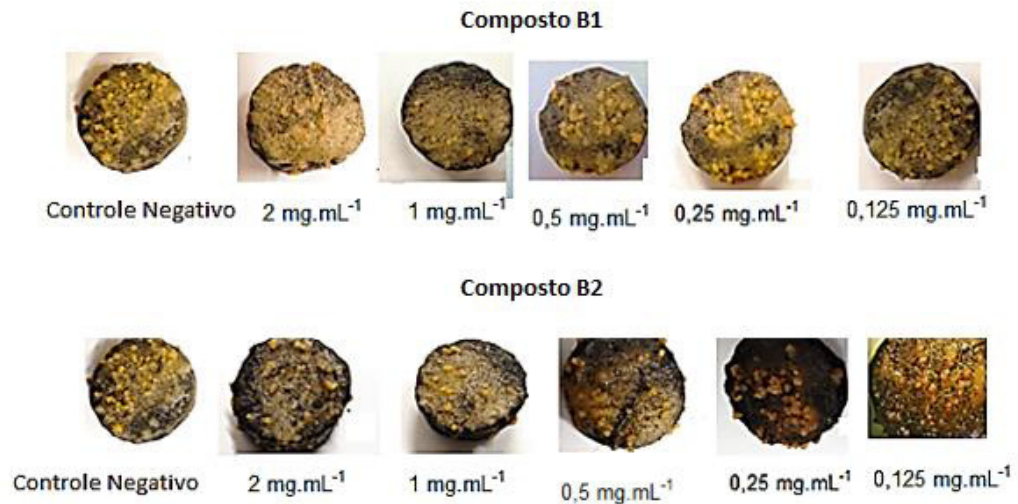 Composto B1
Controle Negativo 2 mg.mL⁻¹ 1 mg.mL⁻¹ 0,5 mg.mL⁻¹ 0,25 mg.mL⁻¹ 0,125 mg.mL⁻¹
Composto B2
Controle Negativo 2 mg.mL⁻¹ 1 mg.mL⁻¹ 0,5 mg.mL⁻¹ 0,25 mg.mL⁻¹ 0,125 mg.mL⁻¹